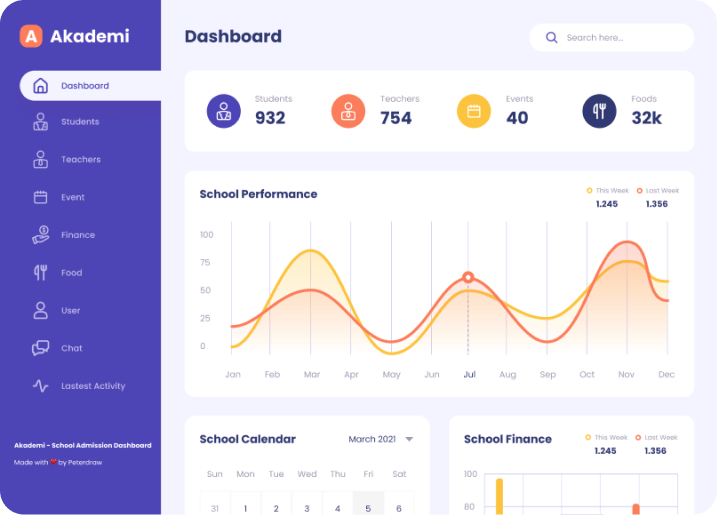 Akademi
Dashboard
Students
Teachers
Event
Finance
Food
User
Chat
Lastest Activity
Akademi - School Admission Dashboard
Made with by Peterdraw
Dashboard
Search here...
Students
932
Teachers
754
Events
40
Foods
32k
School Performance
This Week
1.245
Last Week
1.356
100
75
50
25
0
Jan Feb Mar Apr May Jun Jul Aug Sep Oct Nov Dec
School Calendar
March 2021
Sun Mon Tue Wed Thu Fri Sat
31 1 2 3 4 5 6
School Finance
This Week
1.245
Last Week
1.356
100
80